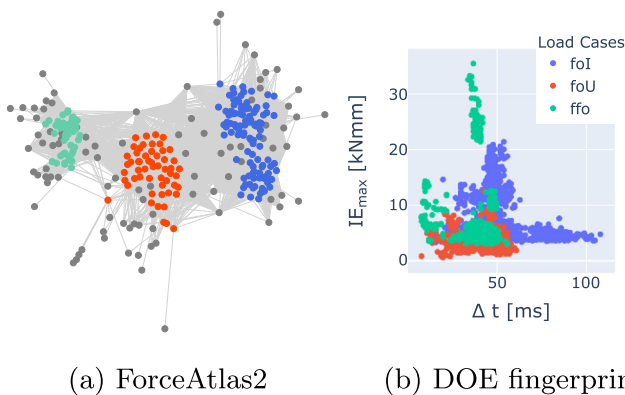 Load Cases
foI
foU
ffo
30
20
10
0
IEmax [kNmm]
50
100
Δ t [ms]
(a) ForceAtlas2
(b) DOE fingerprin